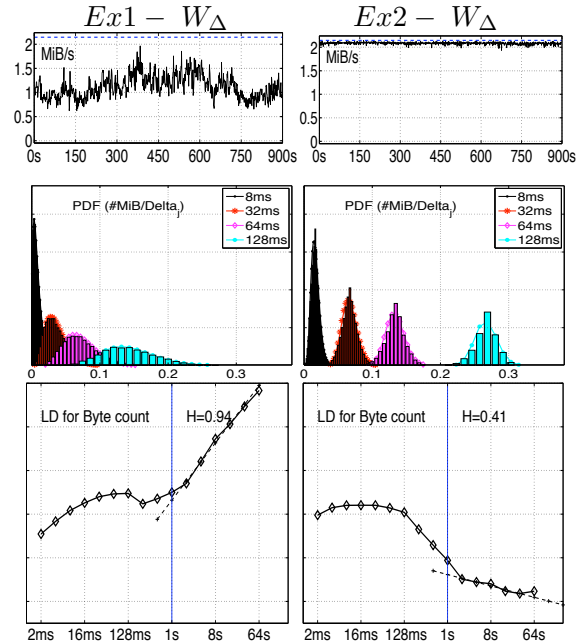 Ex1 − W_Δ
Ex2 − W_Δ
2
1.5
1
0.5
0
MiB/s
0s 150 300 450 600 750 900s
2
1.5
1
0.5
0
MiB/s
0s 150 300 450 600 750 900s
PDF (#MiB/Delta_j)
8ms
32ms
64ms
128ms
0 0.1 0.2 0.3
PDF (#MiB/Delta_j)
8ms
32ms
64ms
128ms
0 0.1 0.2 0.3
LD for Byte count
H=0.94
2ms 16ms 128ms 1s 8s 64s
LD for Byte count
H=0.41
2ms 16ms 128ms 1s 8s 64s